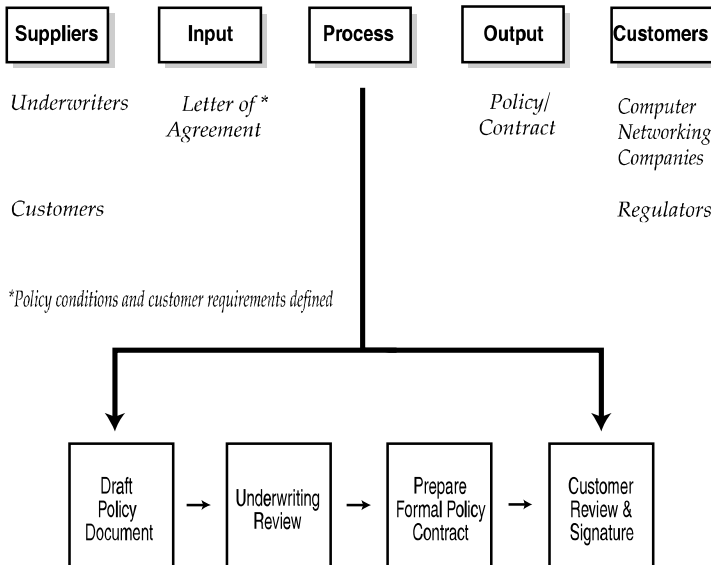 Suppliers
Input
Process
Output
Customers
Underwriters
Letter of *
Agreement
Policy/
Contract
Computer
Networking
Companies
Customers
Regulators
*Policy conditions and customer requirements defined
Draft
Policy
Document
Underwriting
Review
Prepare
Formal Policy
Contract
Customer
Review &
Signature